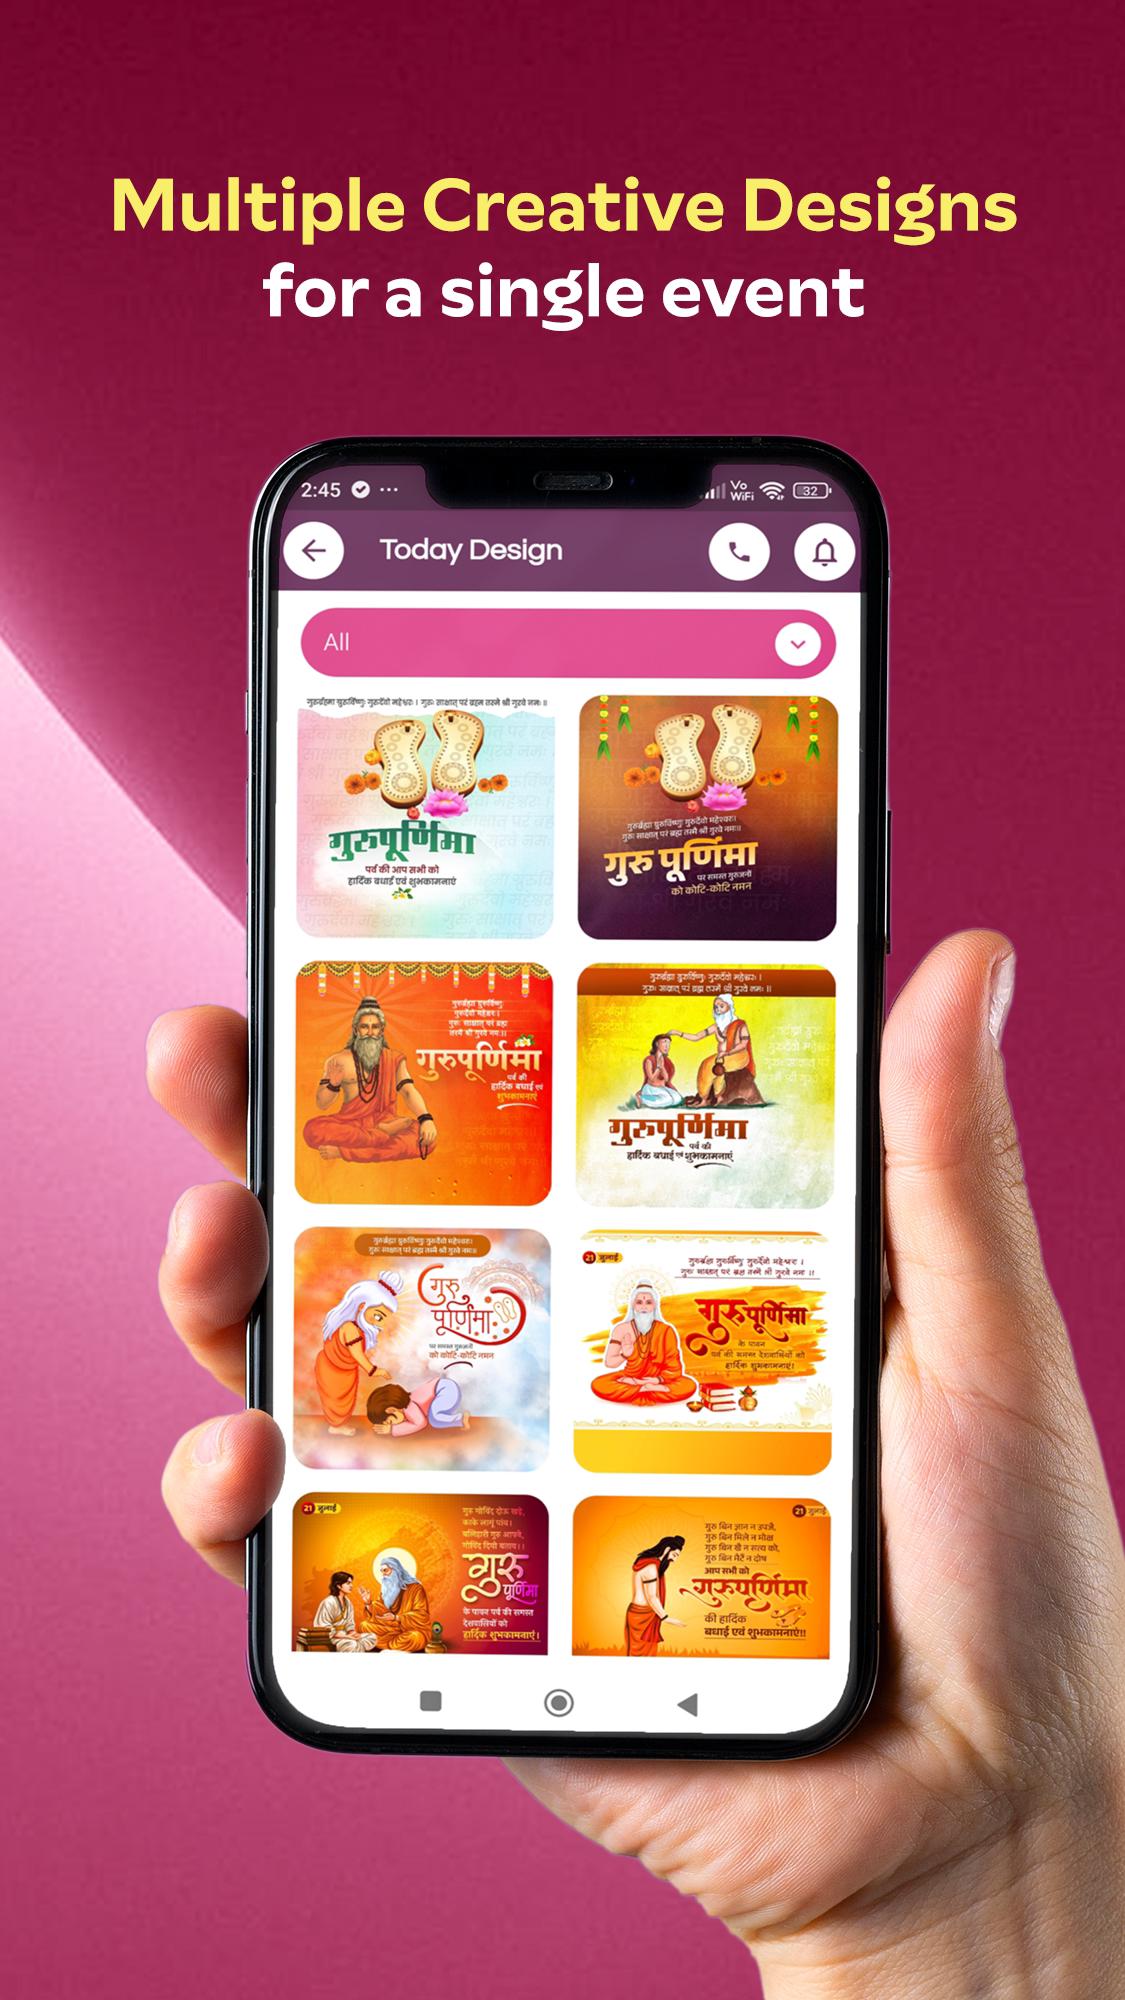 Multiple Creative Designs
for a single event
2:45
Vo
WiFi
32
Today Design
All
गुरुर्ब्रह्मा ग्रुरुर्विष्णुः गुरुर्देवो महेश्वरः । गुरुः साक्षात् परं ब्रह्म तस्मै श्री गुरवे नमः ॥
गुरुपूर्णिमा
पर्व की आप सभी को
हार्दिक बधाई एवं शुभकामनाएं
गुरुर्ब्रह्मा ग्रुरुर्विष्णुः गुरुर्देवो महेश्वरः।
गुरुः साक्षात् परं ब्रह्म तस्मै श्री गुरवे नमः॥
गुरु पूर्णिमा
पर समस्त गुरुजनों
को कोटि-कोटि नमन
गुरुर्ब्रह्मा ग्रुरुर्विष्णुः
गुरुर्देवो महेश्वरः।
गुरुः साक्षात् परं ब्रह्म
तस्मै श्री गुरवे नमः।।
गुरुपूर्णिमा
पर्व की
हार्दिक बधाई एवं
शुभकामनाएं
गुरुर्ब्रह्मा ग्रुरुर्विष्णुः गुरुर्देवो महेश्वरः ।
गुरुः साक्षात् परं ब्रह्म तस्मै श्री गुरवे नमः ॥
गुरुपूर्णिमा
पर्व की
हार्दिक बधाई एवं शुभकामनाएं
गुरुर्ब्रह्मा ग्रुरुर्विष्णुः गुरुर्देवो महेश्वरः।
गुरुः साक्षात् परं ब्रह्म तस्मै श्री गुरवे नमः॥
गुरु
पूर्णिमा
पर समस्त गुरुजनों
को कोटि-कोटि नमन
21 जुलाई
गुरुर्ब्रह्मा ग्रुरुर्विष्णुः गुरुर्देवो महेश्वरः ।
गुरुः साक्षात् परं ब्रह्म तस्मै श्री गुरवे नमः ॥
गुरु पूर्णिमा
के पावन
पर्व की समस्त देशवासियों को
हार्दिक शुभकामनाएं!
21 जुलाई
गुरु गोविंद दोऊ खड़े,
काके लागूं पांय।
बलिहारी गुरु आपने,
गोविंद दियो बताय।।
गुरु
पूर्णिमा
के पावन पर्व की समस्त
देशवासियों को
हार्दिक शुभकामनाएं!
21 जुलाई
गुरु बिन ज्ञान न उपजे,
गुरु बिन मिले न मोक्ष
गुरु बिन लखै न सत्य को,
गुरु बिन मैटैं न दोष
आप सभी को
गुरुपूर्णिमा
की हार्दिक
बधाई एवं शुभकामनाएं!!